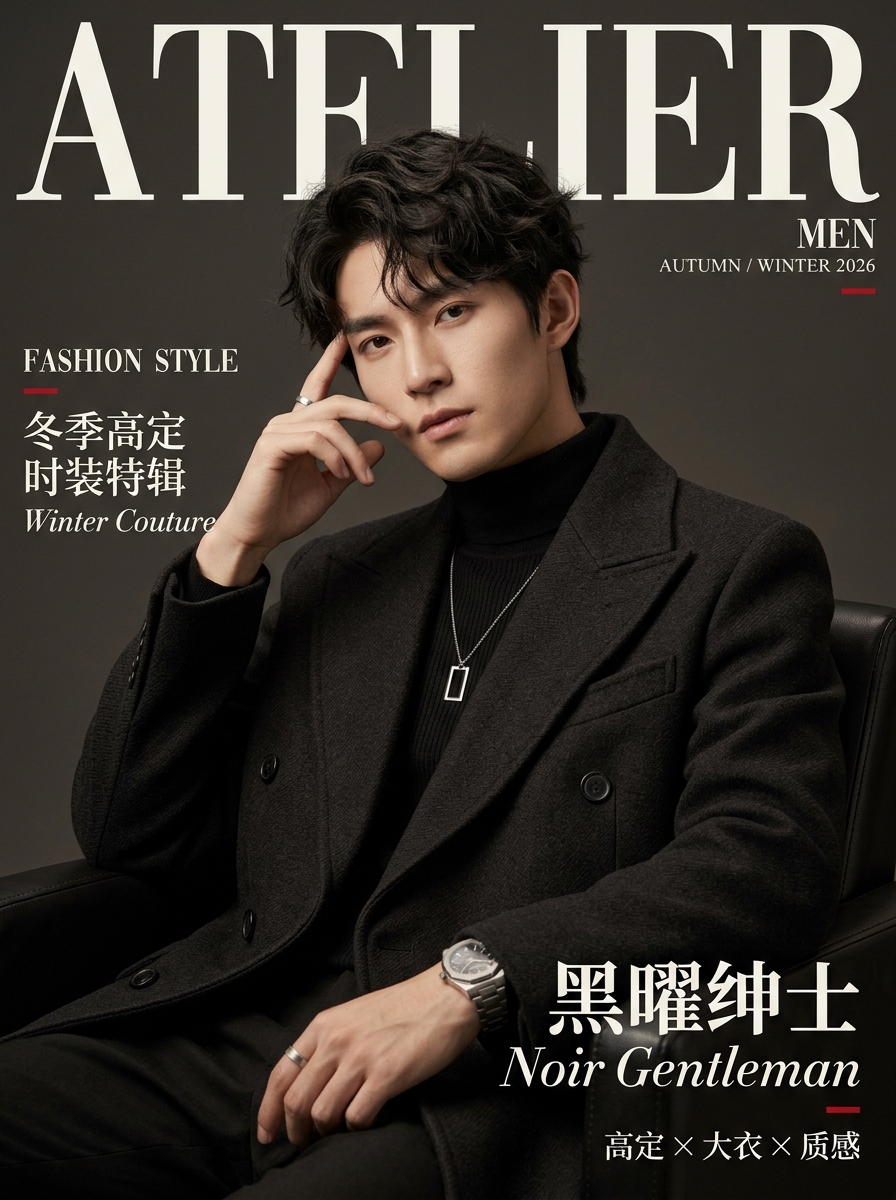 ATELIER
MEN
AUTUMN / WINTER 2026
FASHION STYLE
冬季高定
时装特辑
Winter Couture
黑曜绅士
Noir Gentleman
高定 × 大衣 × 质感